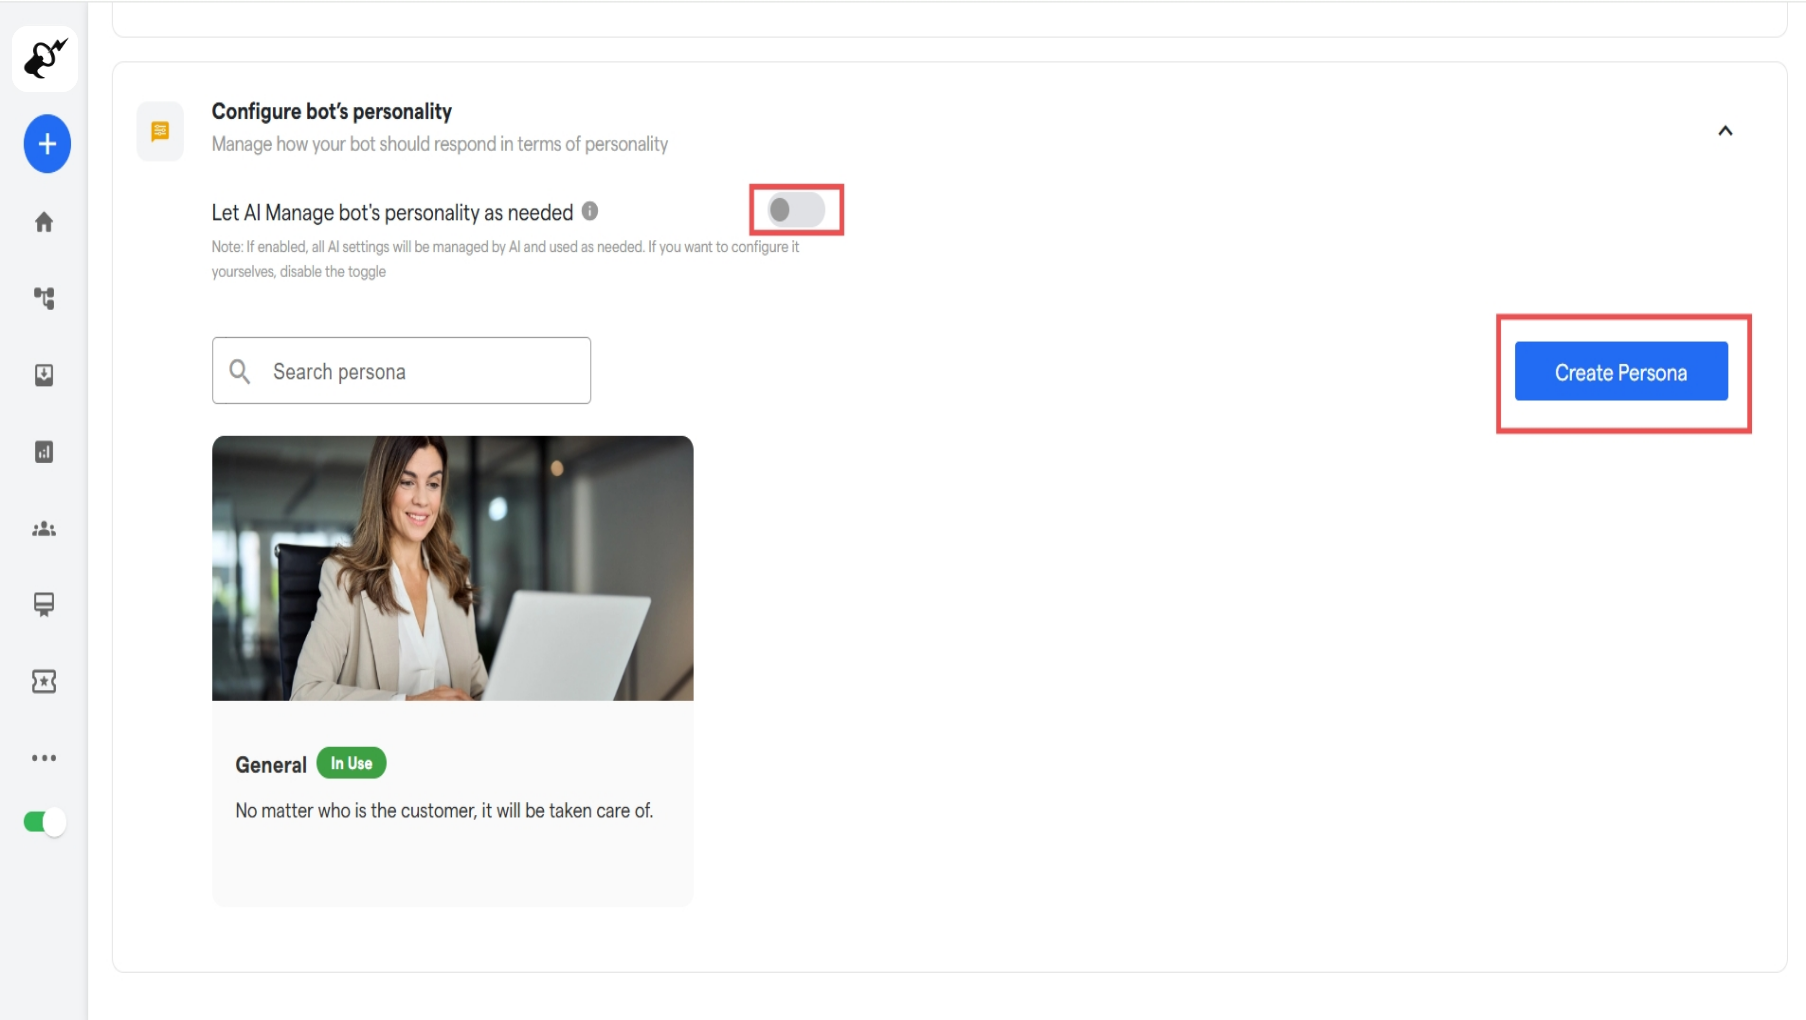 Configure bot's personality
Manage how your bot should respond in terms of personality
Let AI Manage bot's personality as needed
Note: If enabled, all AI settings will be managed by AI and used as needed. If you want to configure it
yourselves, disable the toggle
Search persona
Create Persona
General In Use
No matter who is the customer, it will be taken care of.